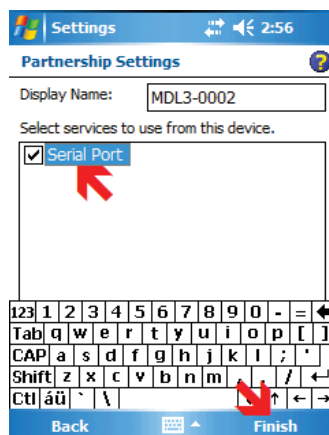 Settings 2:56
Partnership Settings ?
Display Name: MDL3-0002
Select services to use from this device.
Serial Port
123 1 2 3 4 5 6 7 8 9 0 - =
Tab q w e r t y u i o p [ ]
CAP a s d f g h j k l ; '
Shift z x c v b n m , . /
Ctl áü ` \
Back Finish